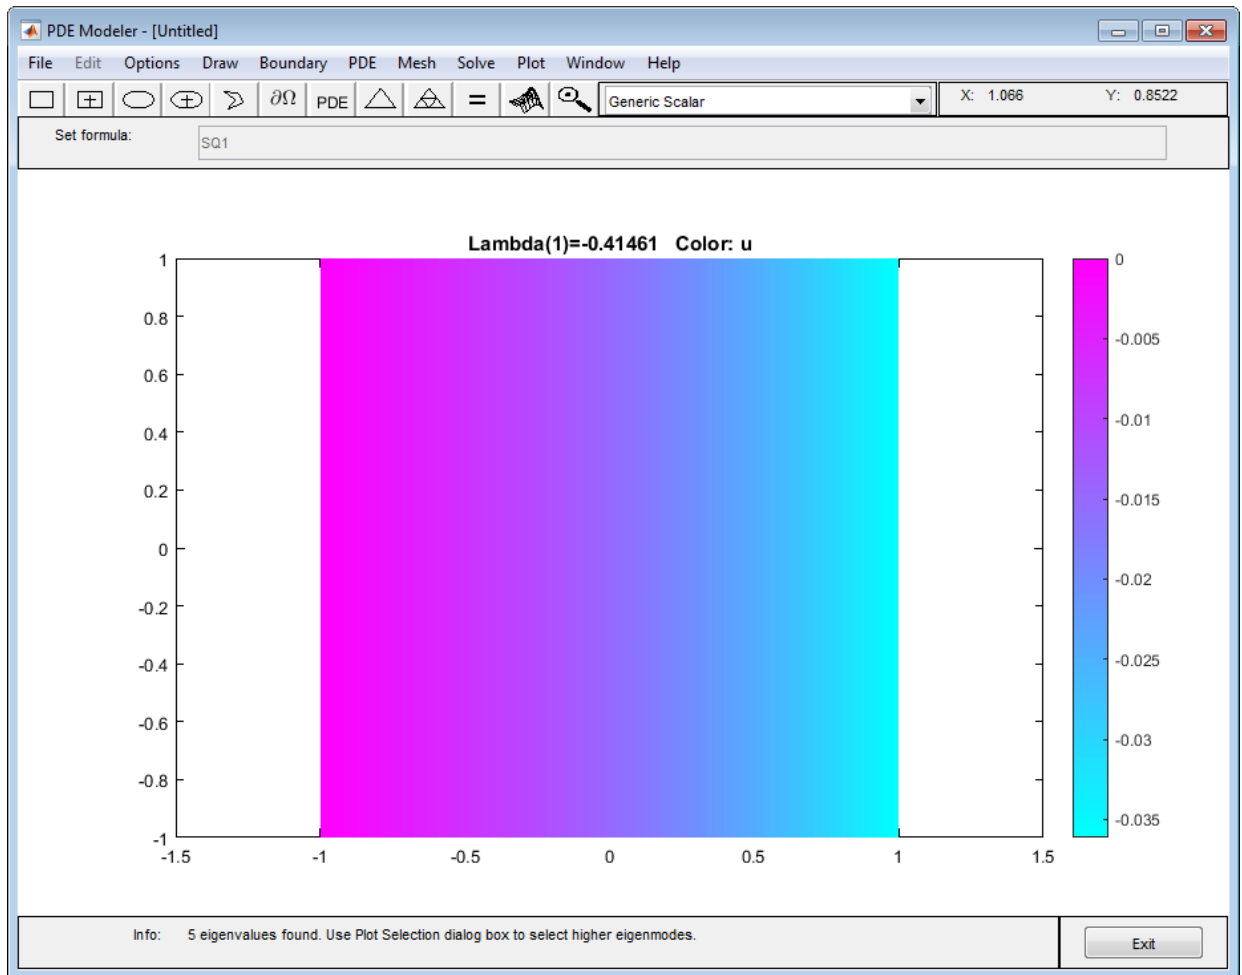 PDE Modeler - [Untitled]
File Edit Options Draw Boundary PDE Mesh Solve Plot Window Help
∂Ω PDE = Generic Scalar X: 1.066 Y: 0.8522
Set formula: SQ1
Lambda(1)=-0.41461 Color: u
1
0.8
0.6
0.4
0.2
0
-0.2
-0.4
-0.6
-0.8
-1
-1.5 -1 -0.5 0 0.5 1 1.5
0
-0.005
-0.01
-0.015
-0.02
-0.025
-0.03
-0.035
Info: 5 eigenvalues found. Use Plot Selection dialog box to select higher eigenmodes.
Exit